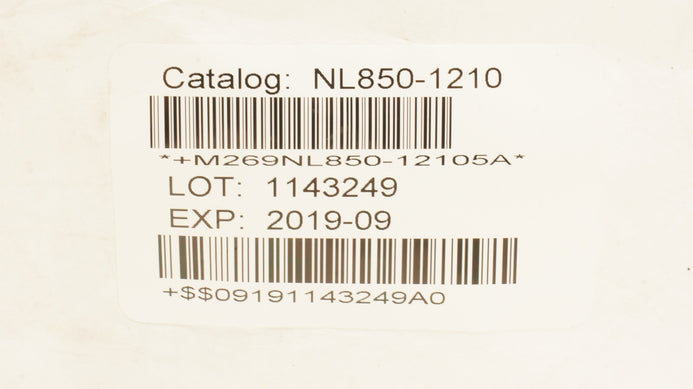 Catalog: NL850-1210
*+M269NL850-12105A*
LOT: 1143249
EXP: 2019-09
+$$09191143249A0